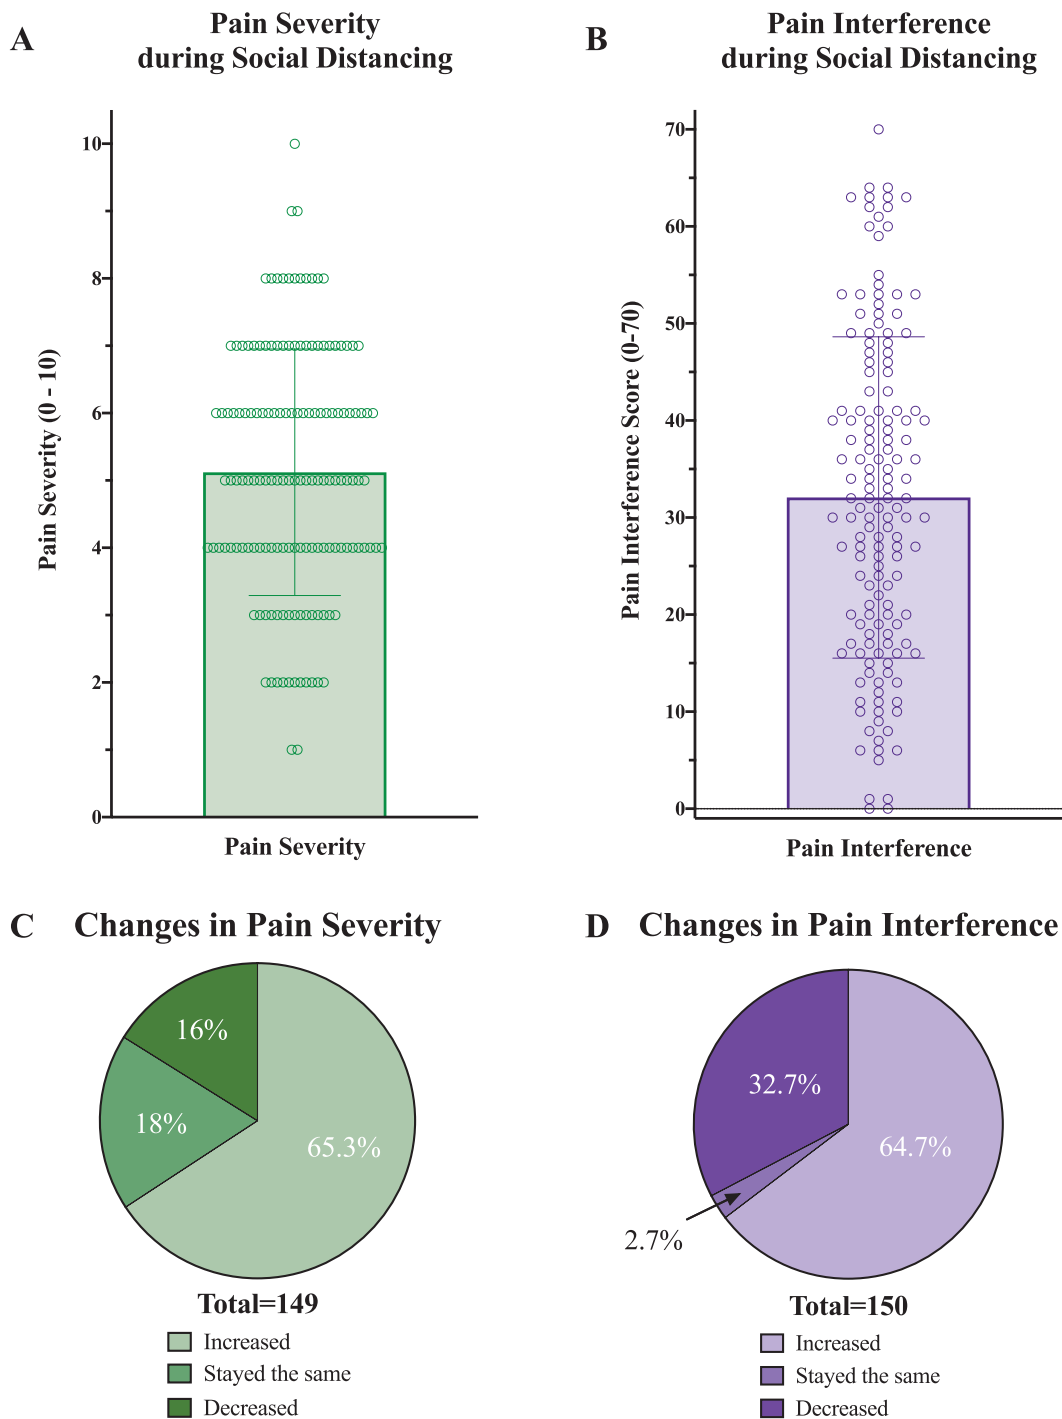 A
Pain Severity
during Social Distancing
Pain Severity (0 - 10)
10
8
6
4
2
0
Pain Severity
B
Pain Interference
during Social Distancing
Pain Interference Score (0-70)
70
60
50
40
30
20
10
0
Pain Interference
C
Changes in Pain Severity
16%
18%
65.3%
Total=149
Increased
Stayed the same
Decreased
D
Changes in Pain Interference
32.7%
64.7%
2.7%
Total=150
Increased
Stayed the same
Decreased